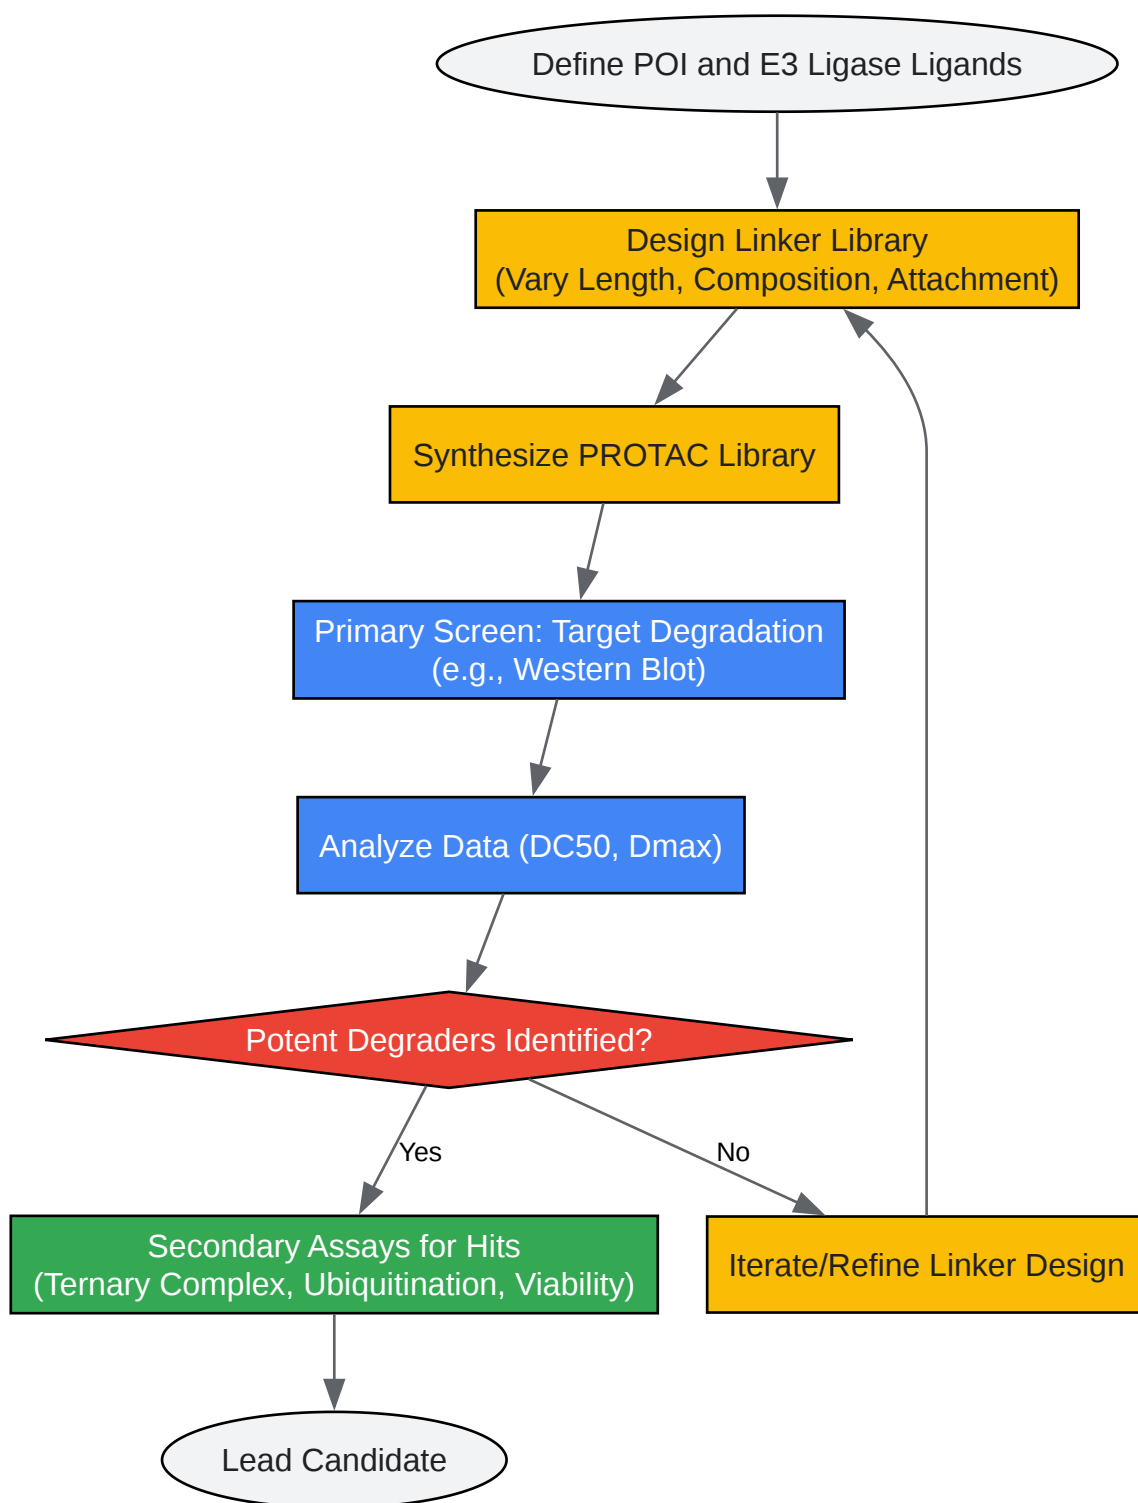 Define POI and E3 Ligase Ligands
Design Linker Library
(Vary Length, Composition, Attachment)
Synthesize PROTAC Library
Primary Screen: Target Degradation
(e.g., Western Blot)
Analyze Data (DC50, Dmax)
Potent Degraders Identified?
Yes
No
Secondary Assays for Hits
(Ternary Complex, Ubiquitination, Viability)
Iterate/Refine Linker Design
Lead Candidate